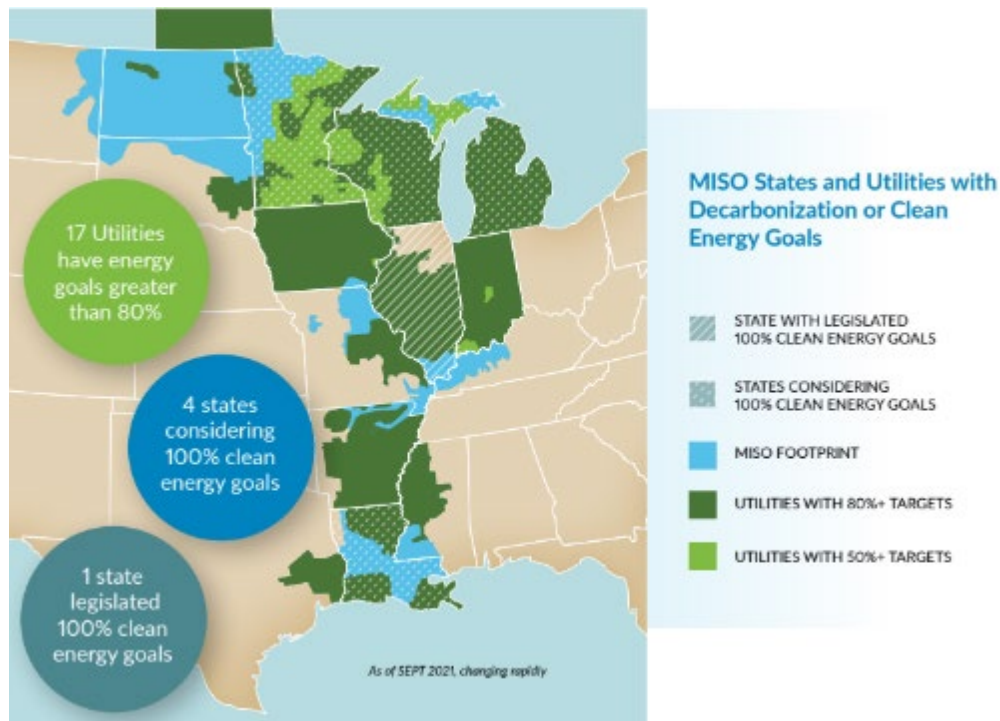 17 Utilities
have energy
goals greater
than 80%
4 states
considering
100% clean
energy goals
1 state
legislated
100% clean
energy goals
As of SEPT 2021, changing rapidly
MISO States and Utilities with
Decarbonization or Clean
Energy Goals
STATE WITH LEGISLATED
100% CLEAN ENERGY GOALS
STATES CONSIDERING
100% CLEAN ENERGY GOALS
MISO FOOTPRINT
UTILITIES WITH 80%+ TARGETS
UTILITIES WITH 50%+ TARGETS